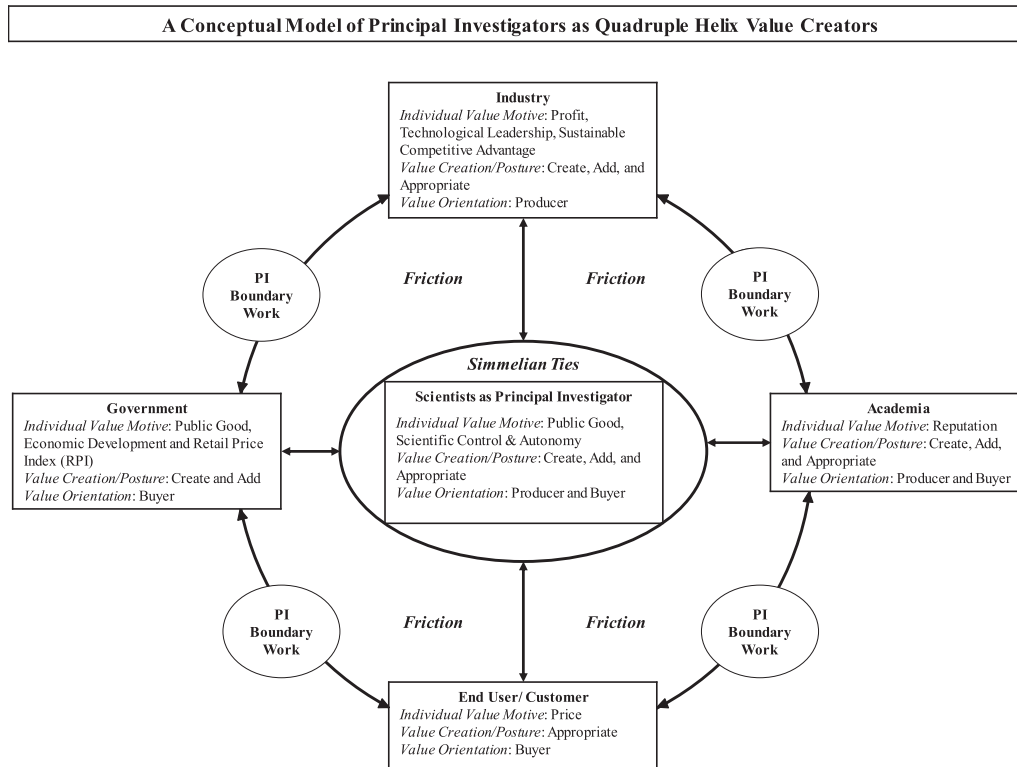 A Conceptual Model of Principal Investigators as Quadruple Helix Value Creators
Industry
Individual Value Motive: Profit,
Technological Leadership, Sustainable
Competitive Advantage
Value Creation/Posture: Create, Add, and
Appropriate
Value Orientation: Producer
PI
Boundary
Work
Friction
Friction
PI
Boundary
Work
Simmelian Ties
Government
Individual Value Motive: Public Good,
Economic Development and Retail Price
Index (RPI)
Value Creation/Posture: Create and Add
Value Orientation: Buyer
Scientists as Principal Investigator
Individual Value Motive: Public Good,
Scientific Control & Autonomy
Value Creation/Posture: Create, Add, and
Appropriate
Value Orientation: Producer and Buyer
Academia
Individual Value Motive: Reputation
Value Creation/Posture: Create, Add,
and Appropriate
Value Orientation: Producer and Buyer
PI
Boundary
Work
Friction
Friction
PI
Boundary
Work
End User/ Customer
Individual Value Motive: Price
Value Creation/Posture: Appropriate
Value Orientation: Buyer